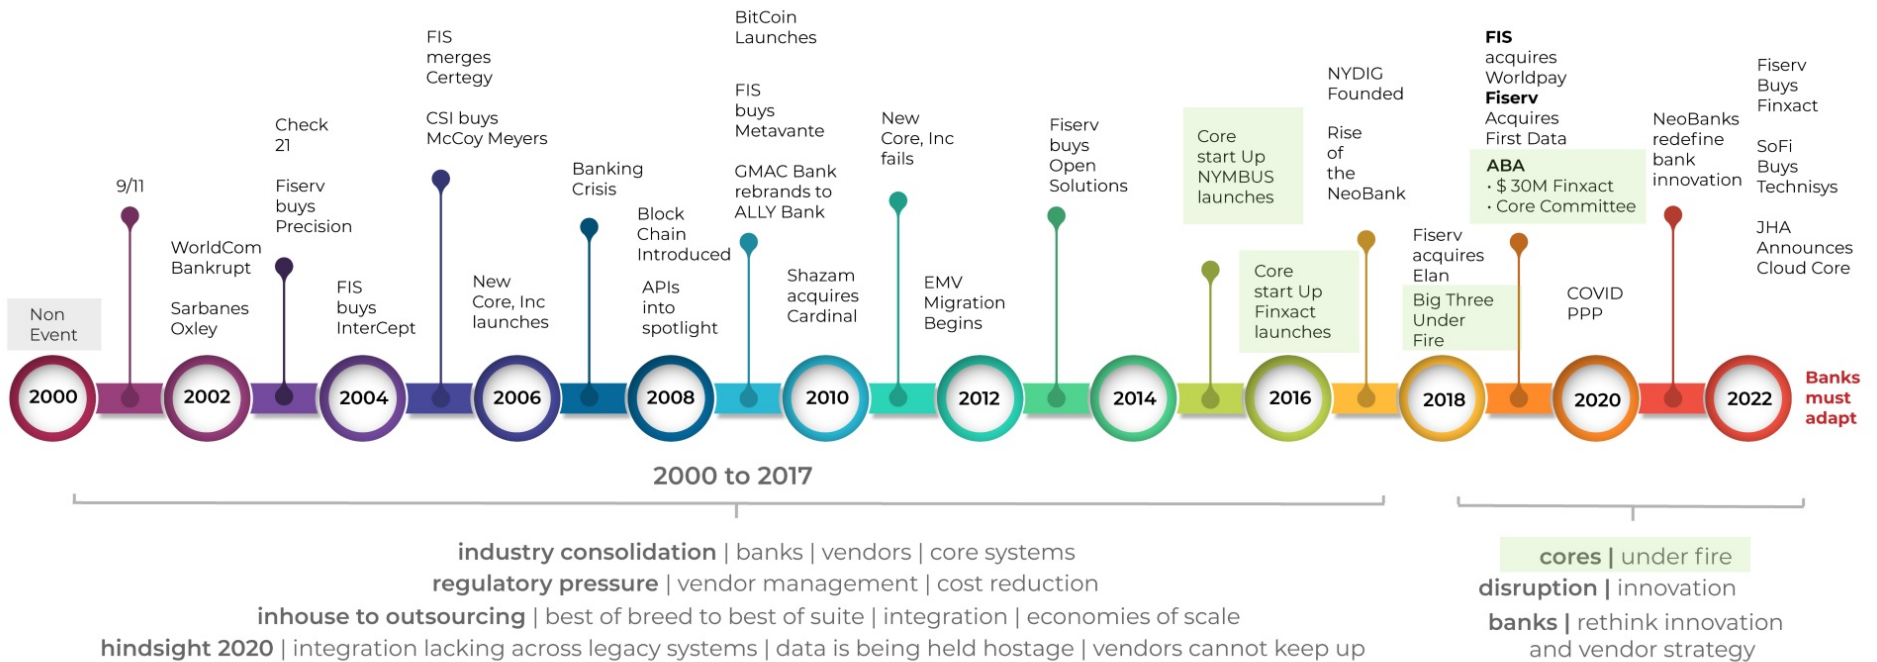 Non
Event
9/11
WorldCom
Bankrupt
Sarbanes
Oxley
Check
21
Fiserv
buys
Precision
FIS
buys
InterCept
FIS
merges
Certegy
CSI buys
McCoy Meyers
New
Core, Inc
launches
Banking
Crisis
Block
Chain
Introduced
APIs
into
spotlight
BitCoin
Launches
FIS
buys
Metavante
GMAC Bank
rebrands to
ALLY Bank
Shazam
acquires
Cardinal
New
Core, Inc
fails
EMV
Migration
Begins
Fiserv
buys
Open
Solutions
Core
start Up
NYMBUS
launches
Core
start Up
Finxact
launches
NYDIG
Founded
Rise
of
the
NeoBank
Fiserv
acquires
Elan
Big Three
Under
Fire
FIS
acquires
Worldpay
Fiserv
Acquires
First Data
ABA
• $ 30M Finxact
• Core Committee
COVID
PPP
NeoBanks
redefine
bank
innovation
Fiserv
Buys
Finxact
SoFi
Buys
Technisys
JHA
Announces
Cloud Core
2000
2002
2004
2006
2008
2010
2012
2014
2016
2018
2020
2022
Banks
must
adapt
2000 to 2017
industry consolidation | banks | vendors | core systems
regulatory pressure | vendor management | cost reduction
inhouse to outsourcing | best of breed to best of suite | integration | economies of scale
hindsight 2020 | integration lacking across legacy systems | data is being held hostage | vendors cannot keep up
cores | under fire
disruption | innovation
banks | rethink innovation
and vendor strategy